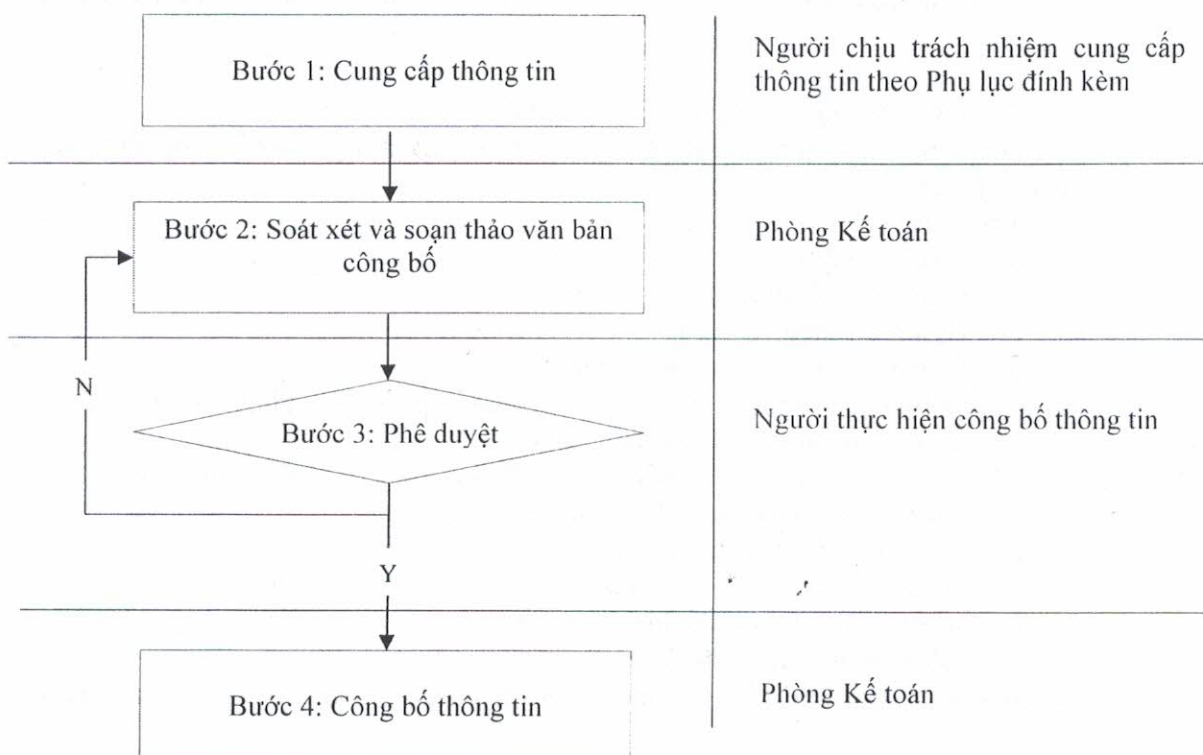 Bước 1: Cung cấp thông tin
Người chịu trách nhiệm cung cấp
thông tin theo Phụ lục đính kèm
Bước 2: Soát xét và soạn thảo văn bản
công bố
Phòng Kế toán
N
Bước 3: Phê duyệt
Người thực hiện công bố thông tin
Y
Bước 4: Công bố thông tin
Phòng Kế toán